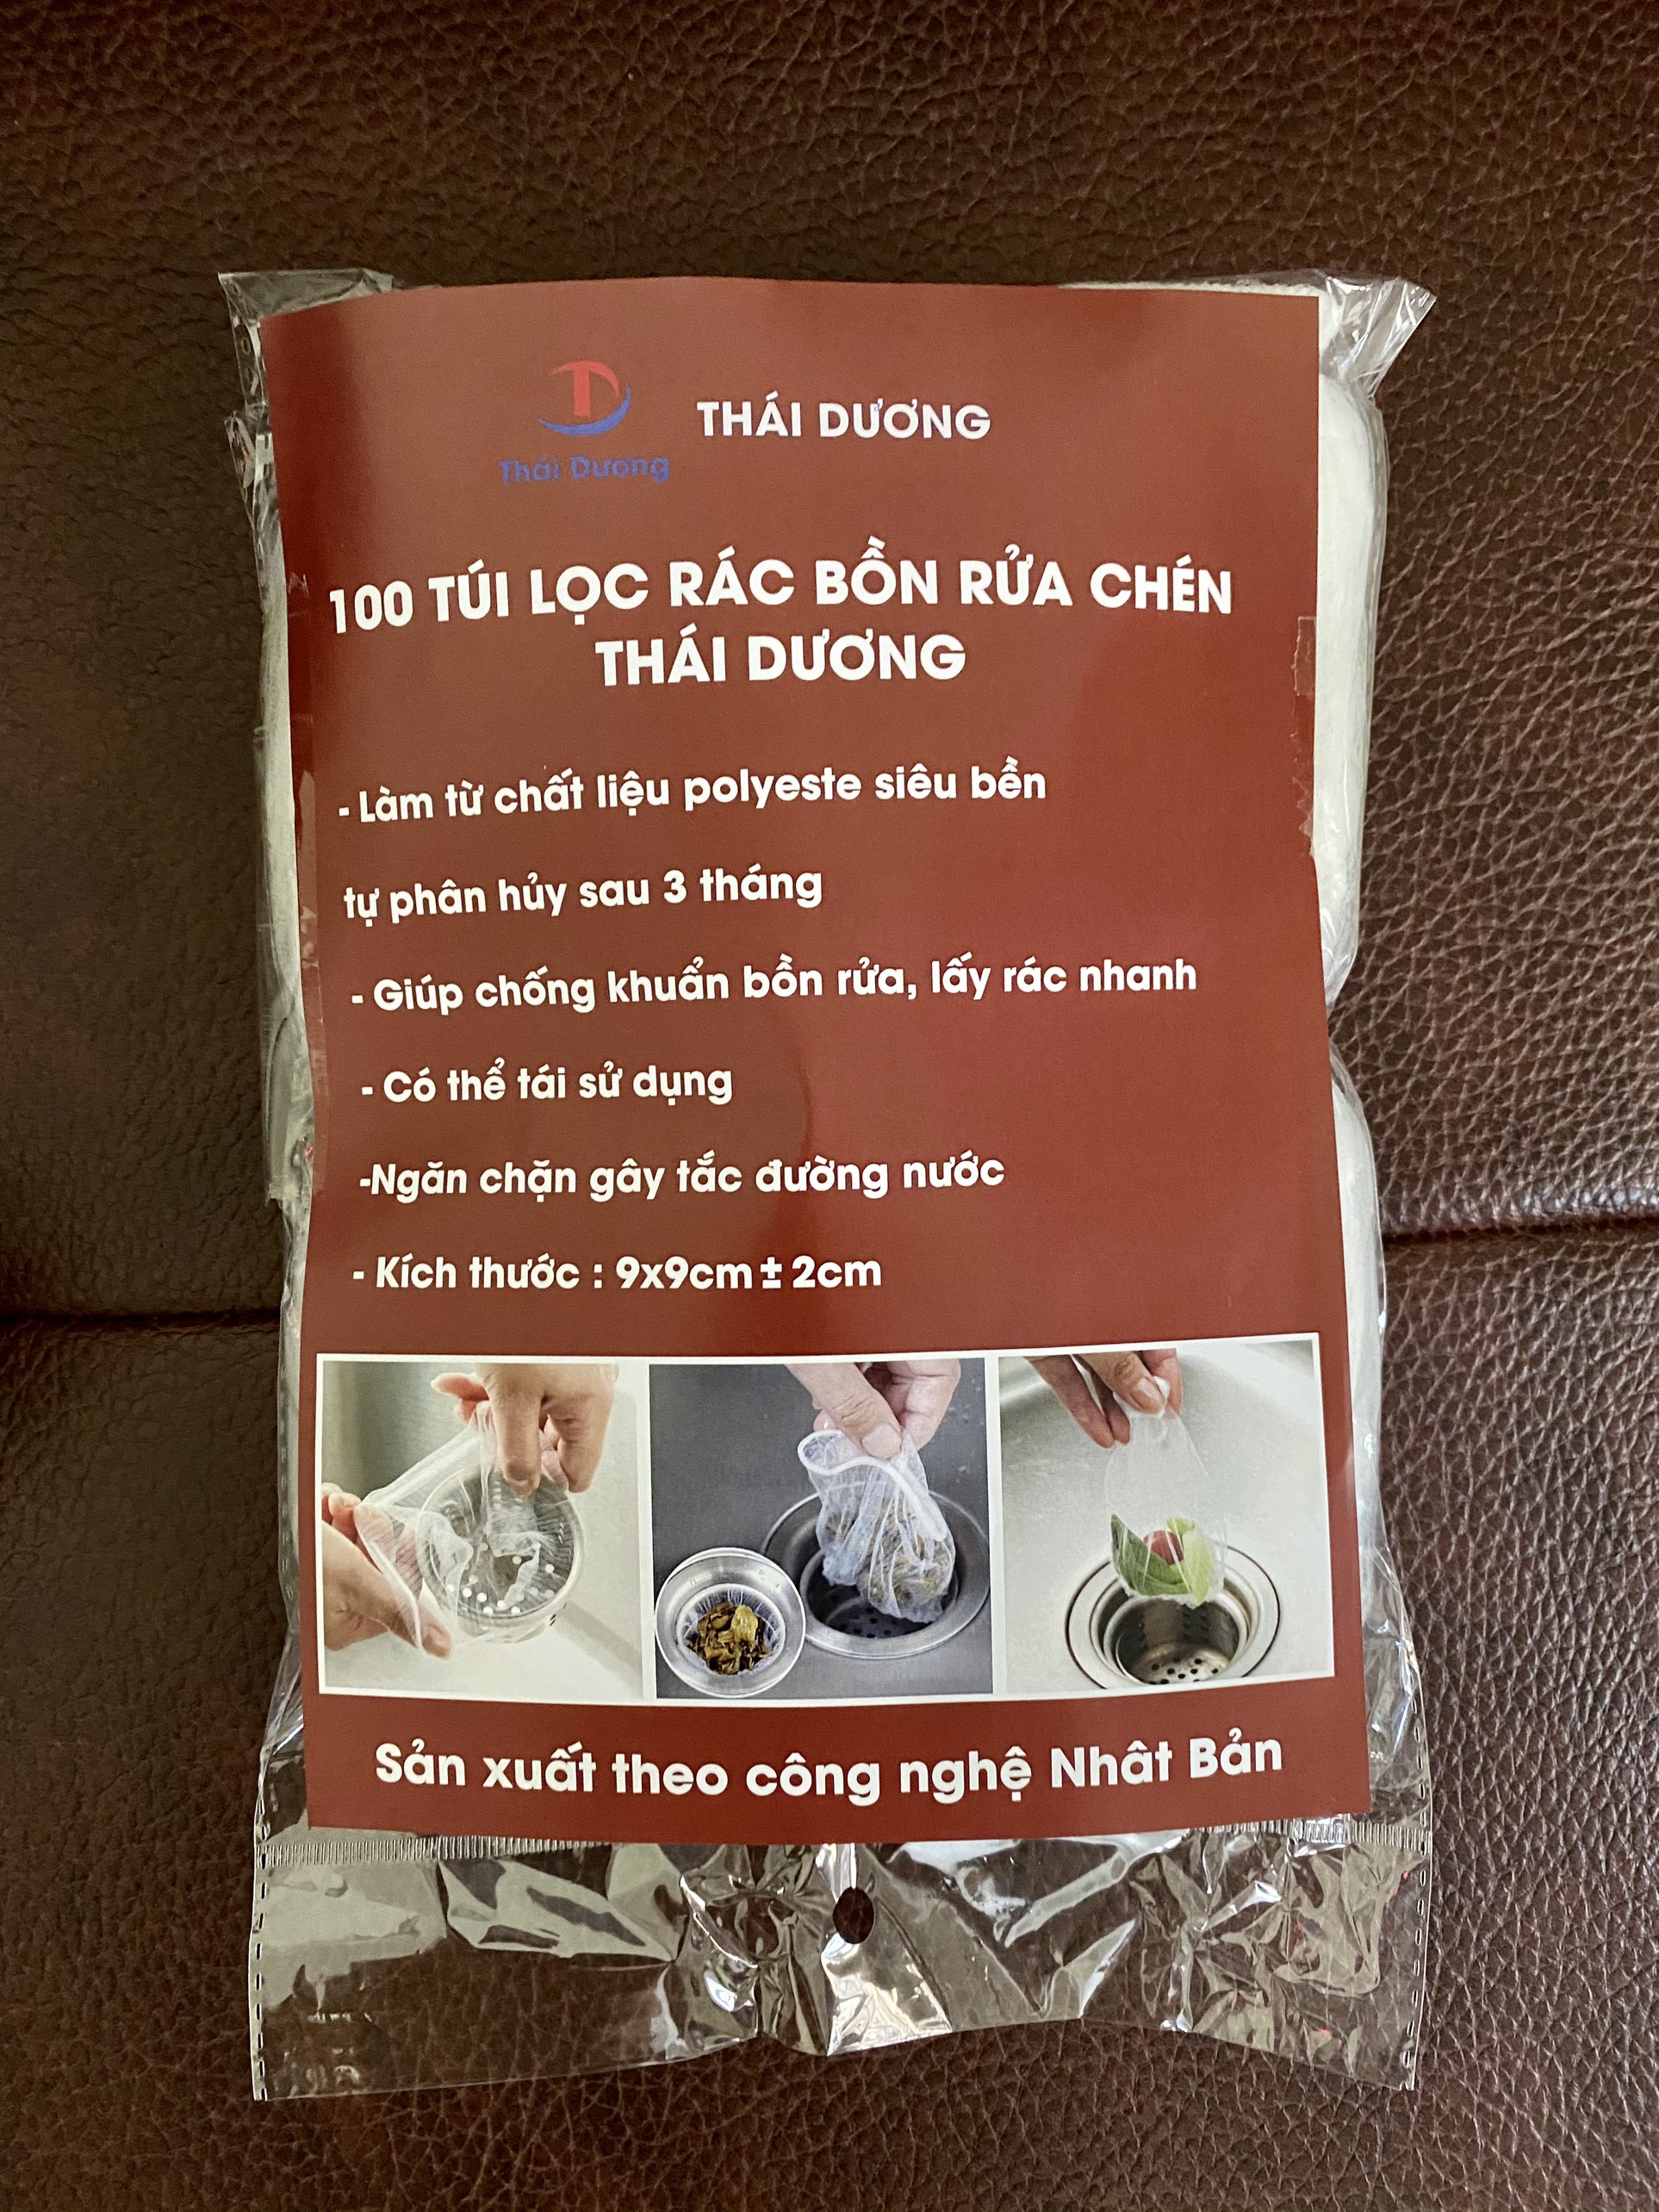 Thái Dương
THÁI DƯƠNG
100 TÚI LỌC RÁC BỒN RỬA CHÉN
THÁI DƯƠNG
- Làm từ chất liệu polyeste siêu bền
tự phân hủy sau 3 tháng
- Giúp chống khuẩn bồn rửa, lấy rác nhanh
- Có thể tái sử dụng
-Ngăn chặn gây tắc đường nước
- Kích thước : 9x9cm ± 2cm
Sản xuất theo công nghệ Nhât Bản